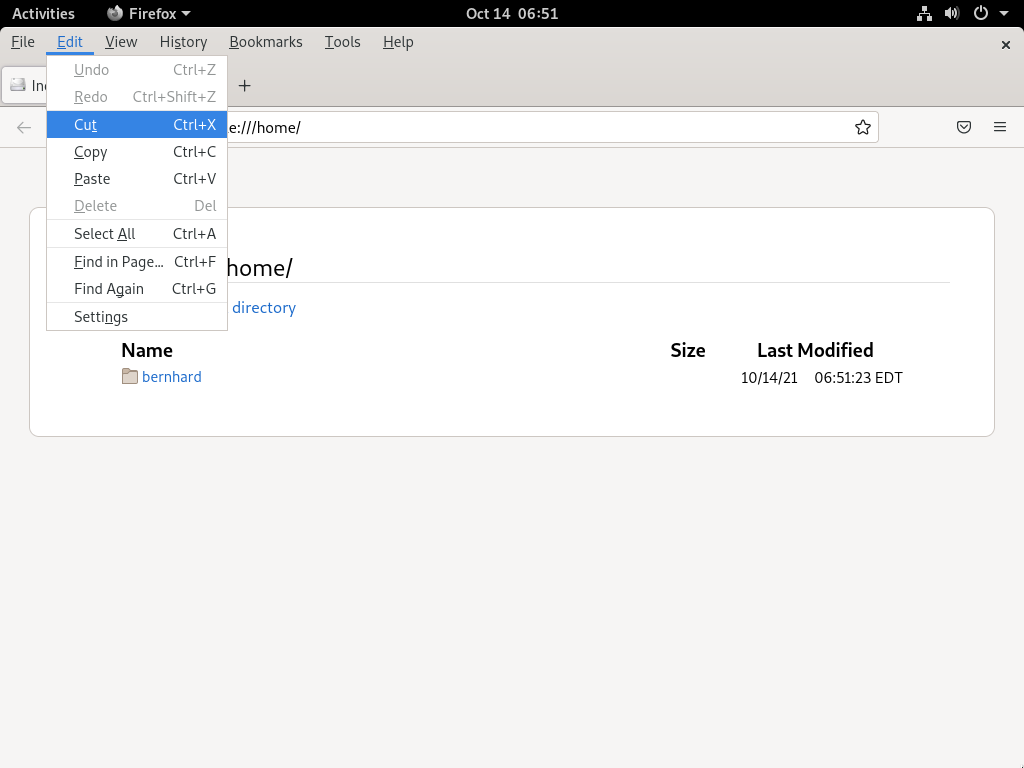 Activities Firefox Oct 14 06:51
File Edit View History Bookmarks Tools Help
Undo Ctrl+Z
Redo Ctrl+Shift+Z
Cut Ctrl+X
Copy Ctrl+C
Paste Ctrl+V
Delete Del
Select All Ctrl+A
Find in Page... Ctrl+F
Find Again Ctrl+G
Settings
e:///home/
home/
directory
Name Size Last Modified
bernhard 10/14/21 06:51:23 EDT